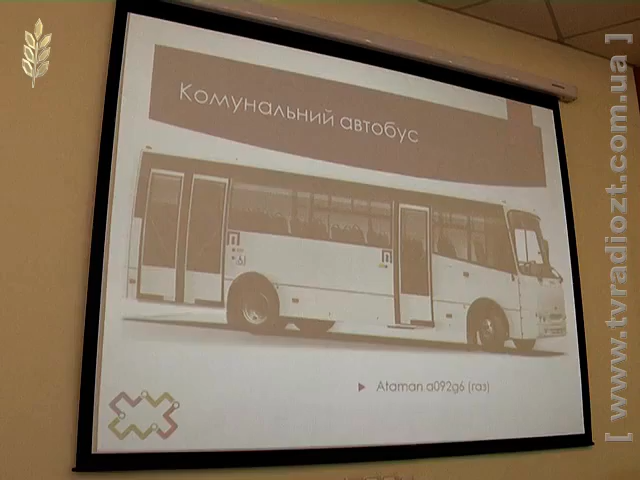 Комунальний автобус
Ataman a092g6 (газ)
[ www.tvradiozt.com.ua ]